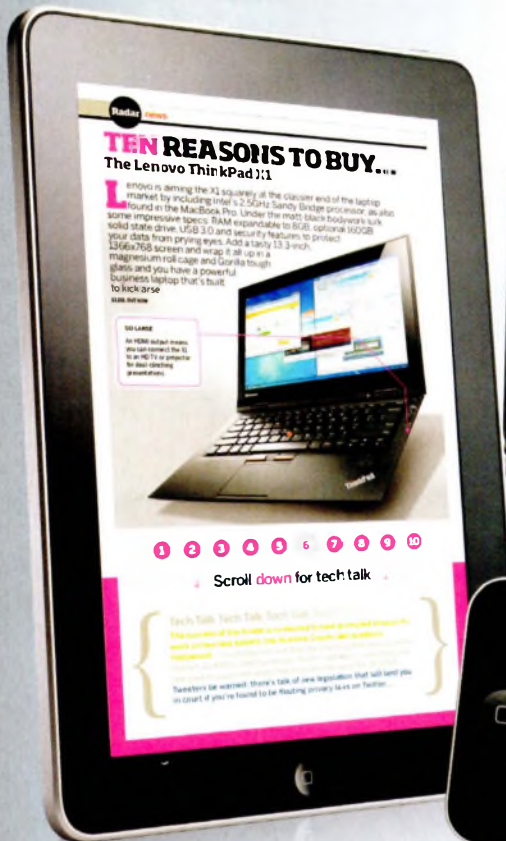 Radar news
TEN REASONS TO BUY...
The Lenovo ThinkPad X1
Lenovo is aiming the X1 squarely at the classier end of the laptop
market by including Intel's 2.5GHz Sandy Bridge processor, as also
found in the MacBook Pro. Under the matt black bodywork lurk
some impressive specs: RAM expandable to 8GB, optional 160GB
solid state drive, USB 3.0 and security features to protect
your data from prying eyes. Add a tasty 13.3-inch,
1366x768 screen and wrap it all up in a
magnesium roll cage and Gorilla tough
glass and you have a powerful
business laptop that's built
to kick arse
GO LARGE
An HDMI output means
you can connect the X1
to an HD TV or projector
for deal-clinching
presentations
ThinkPad
1 2 3 4 5 6 7 8 9 10
Scroll down for tech talk
Tech Talk Tech Talk Tech Talk
Tweeters be warned: there's talk of new legislation that will land you
in court if you're found to be flouting privacy laws on Twitter...